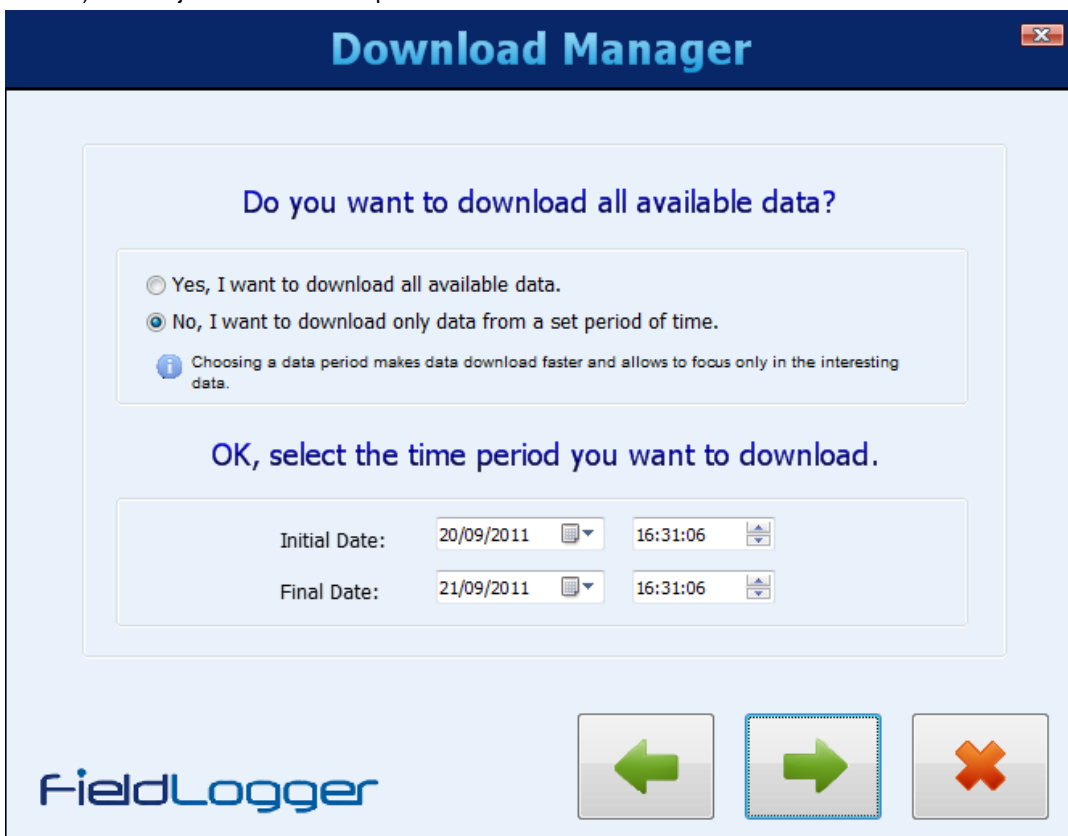 Download Manager
Do you want to download all available data?
Yes, I want to download all available data.
No, I want to download only data from a set period of time.
Choosing a data period makes data download faster and allows to focus only in the interesting
data.
OK, select the time period you want to download.
Initial Date: 20/09/2011 16:31:06
Final Date: 21/09/2011 16:31:06
FieldLogger